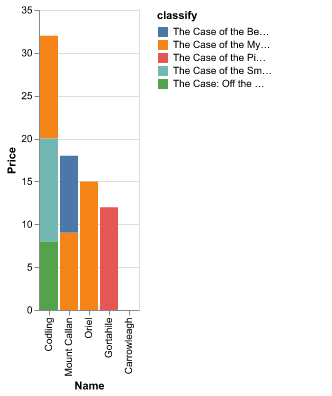 classify
The Case of the Be…
The Case of the My…
The Case of the Pi…
The Case of the Sm…
The Case: Off the …
Price
35
30
25
20
15
10
5
0
Codling
Mount Callan
Oriel
Gortahile
Carrowleagh
Name